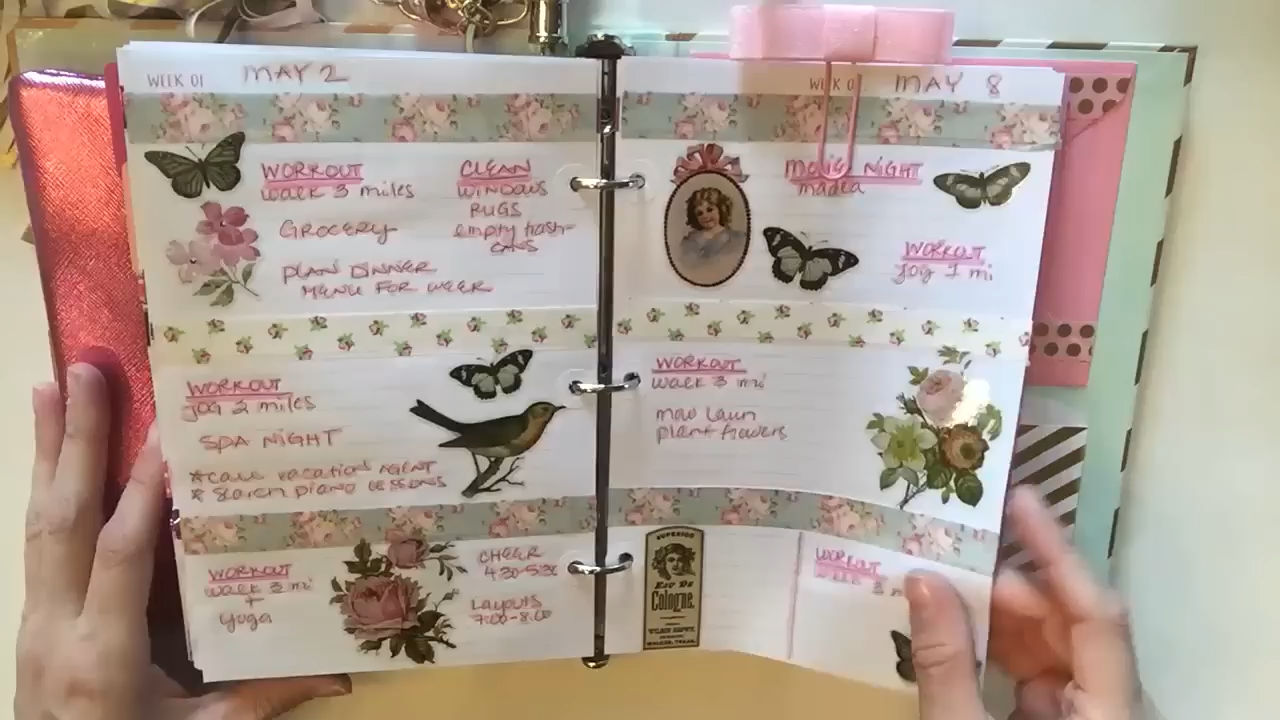 WEEK OF MAY 2
WORKOUT
walk 3 miles
GROCERY
PLAN DINNER
MENU FOR WEEK
CLEAN
WINDOWS
RUGS
empty trash-
cans
WORKOUT
jog 2 miles
SPA NIGHT
*call vacation AGENT
* Search piano LESSONS
WORKOUT
walk 3 mi
+
yoga
CHEER
4:30-5:30
Layouts
7:00-8:00
WEEK O MAY 8
MOVIE NIGHT
madea
WORKOUT
Jog 1 mi
WORKOUT
walk 3 mi
mow lawn
plant flowers
SUPERIOR
EAU DE
Cologne.
WORKOUT